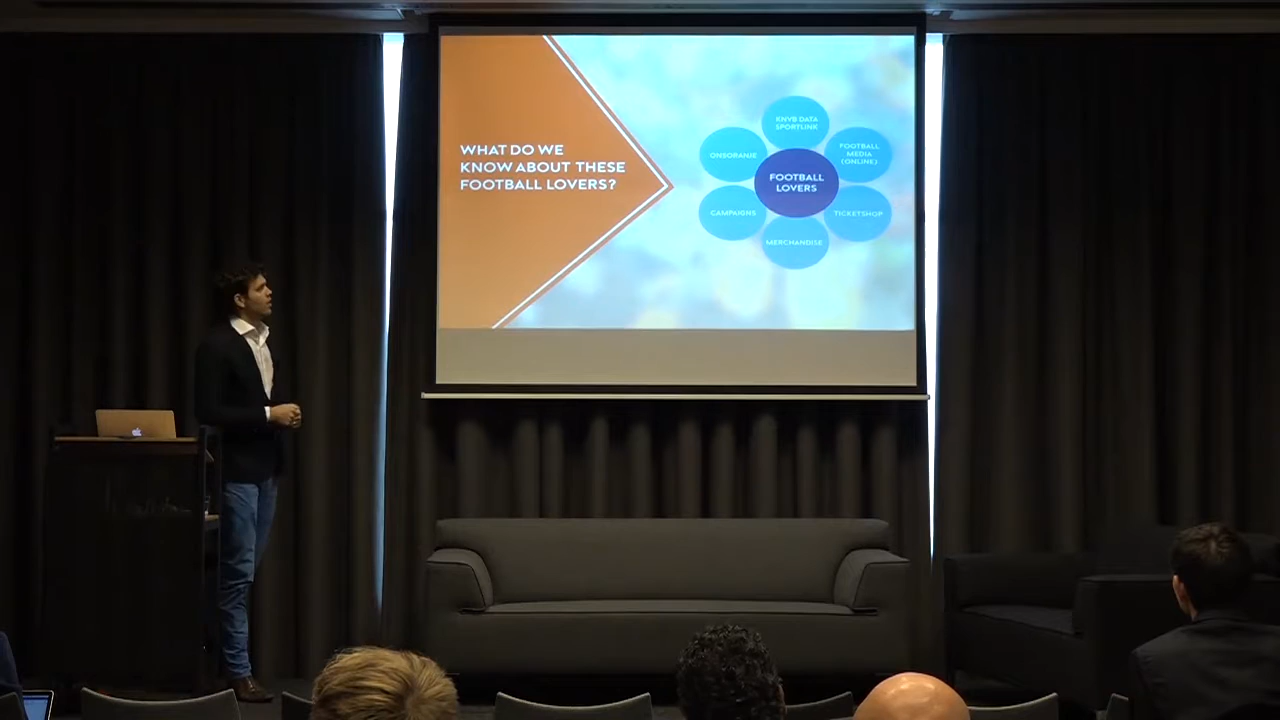 WHAT DO WE
KNOW ABOUT THESE
FOOTBALL LOVERS?
KNVB DATA
SPORTLINK
ONSORANJE
FOOTBALL
MEDIA
(ONLINK)
FOOTBALL
LOVERS
CAMPAIGNS
TICKETSHOP
MERCHANDISE